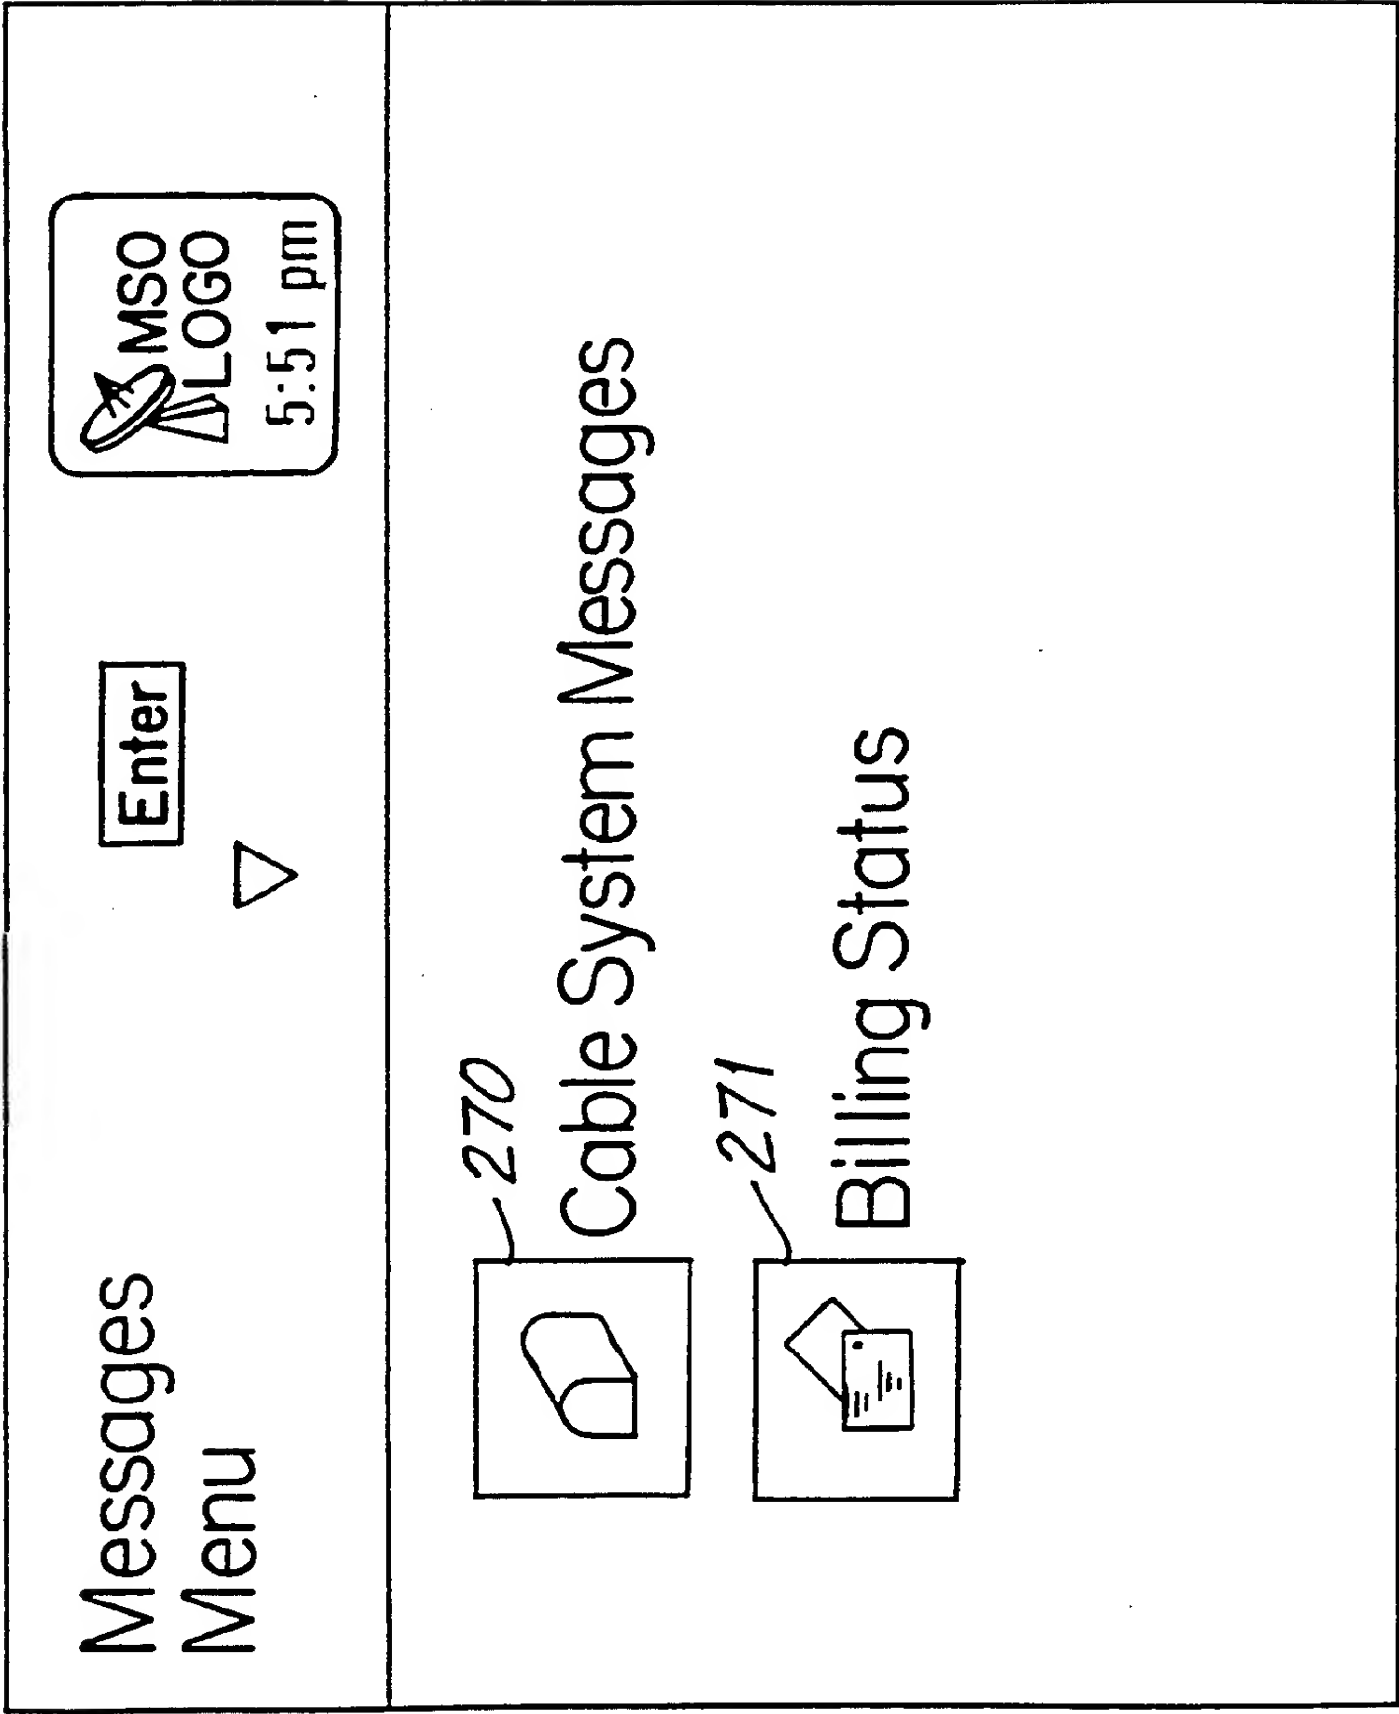 Messages
Menu
Enter
MSO
LOGO
5:51 pm
270
Cable System Messages
271
Billing Status